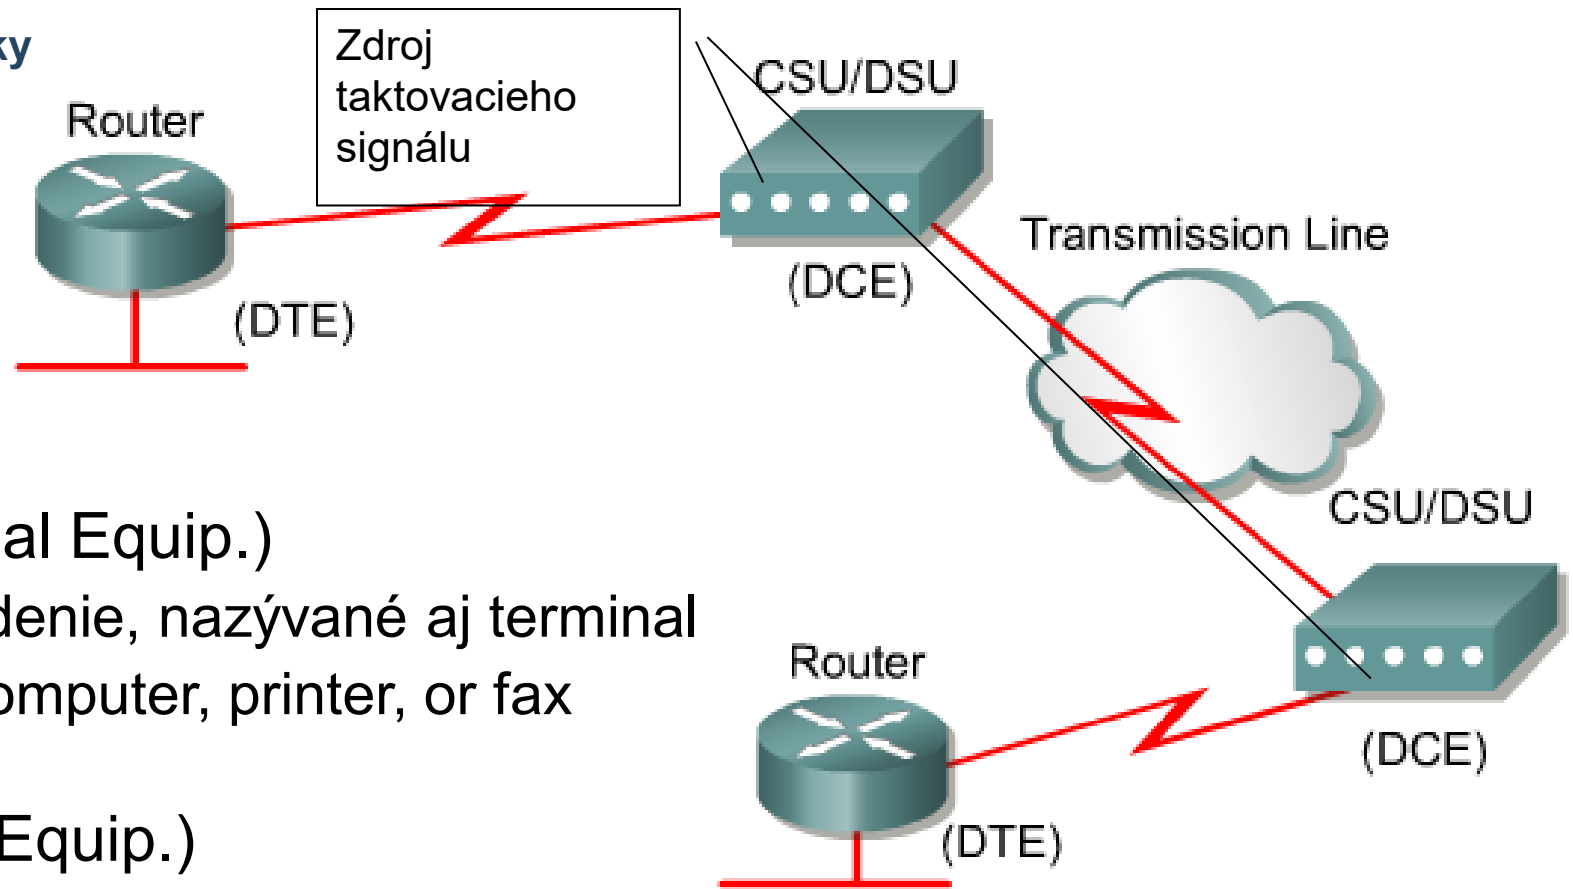 ky
Zdroj
taktovacieho
signálu
CSU/DSU
Router
(DCE)
(DTE)
Transmission Line
CSU/DSU
al Equip.)
denie, nazývané aj terminal
omputer, printer, or fax
Router
(DCE)
Equip.)
(DTE)